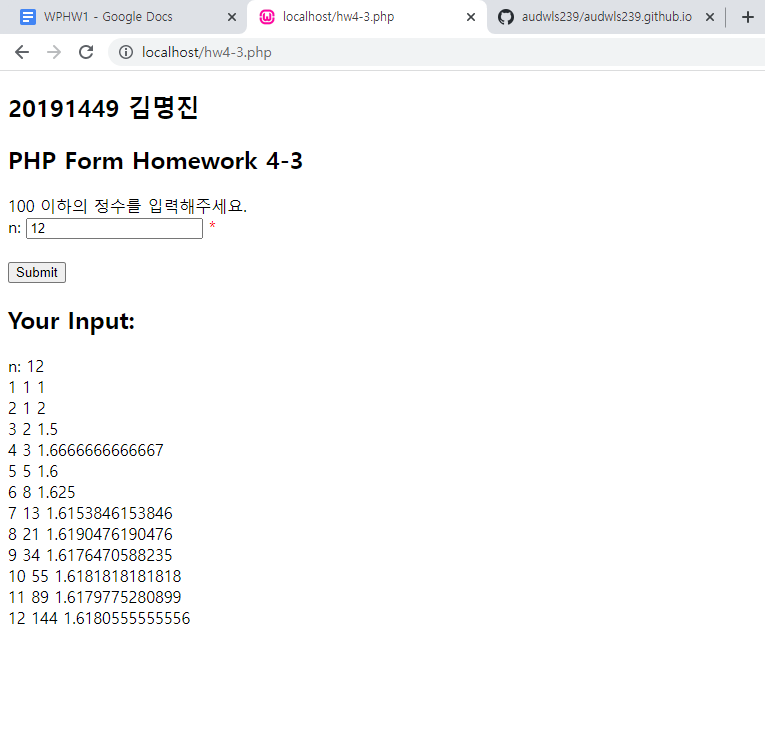 WPHW1 - Google Docs
localhost/hw4-3.php
audwls239/audwls239.github.io
localhost/hw4-3.php
20191449 김명진
PHP Form Homework 4-3
100 이하의 정수를 입력해주세요.
n: 12 *
Submit
Your Input:
n: 12
1 1 1
2 1 2
3 2 1.5
4 3 1.6666666666667
5 5 1.6
6 8 1.625
7 13 1.6153846153846
8 21 1.6190476190476
9 34 1.6176470588235
10 55 1.6181818181818
11 89 1.6179775280899
12 144 1.6180555555556